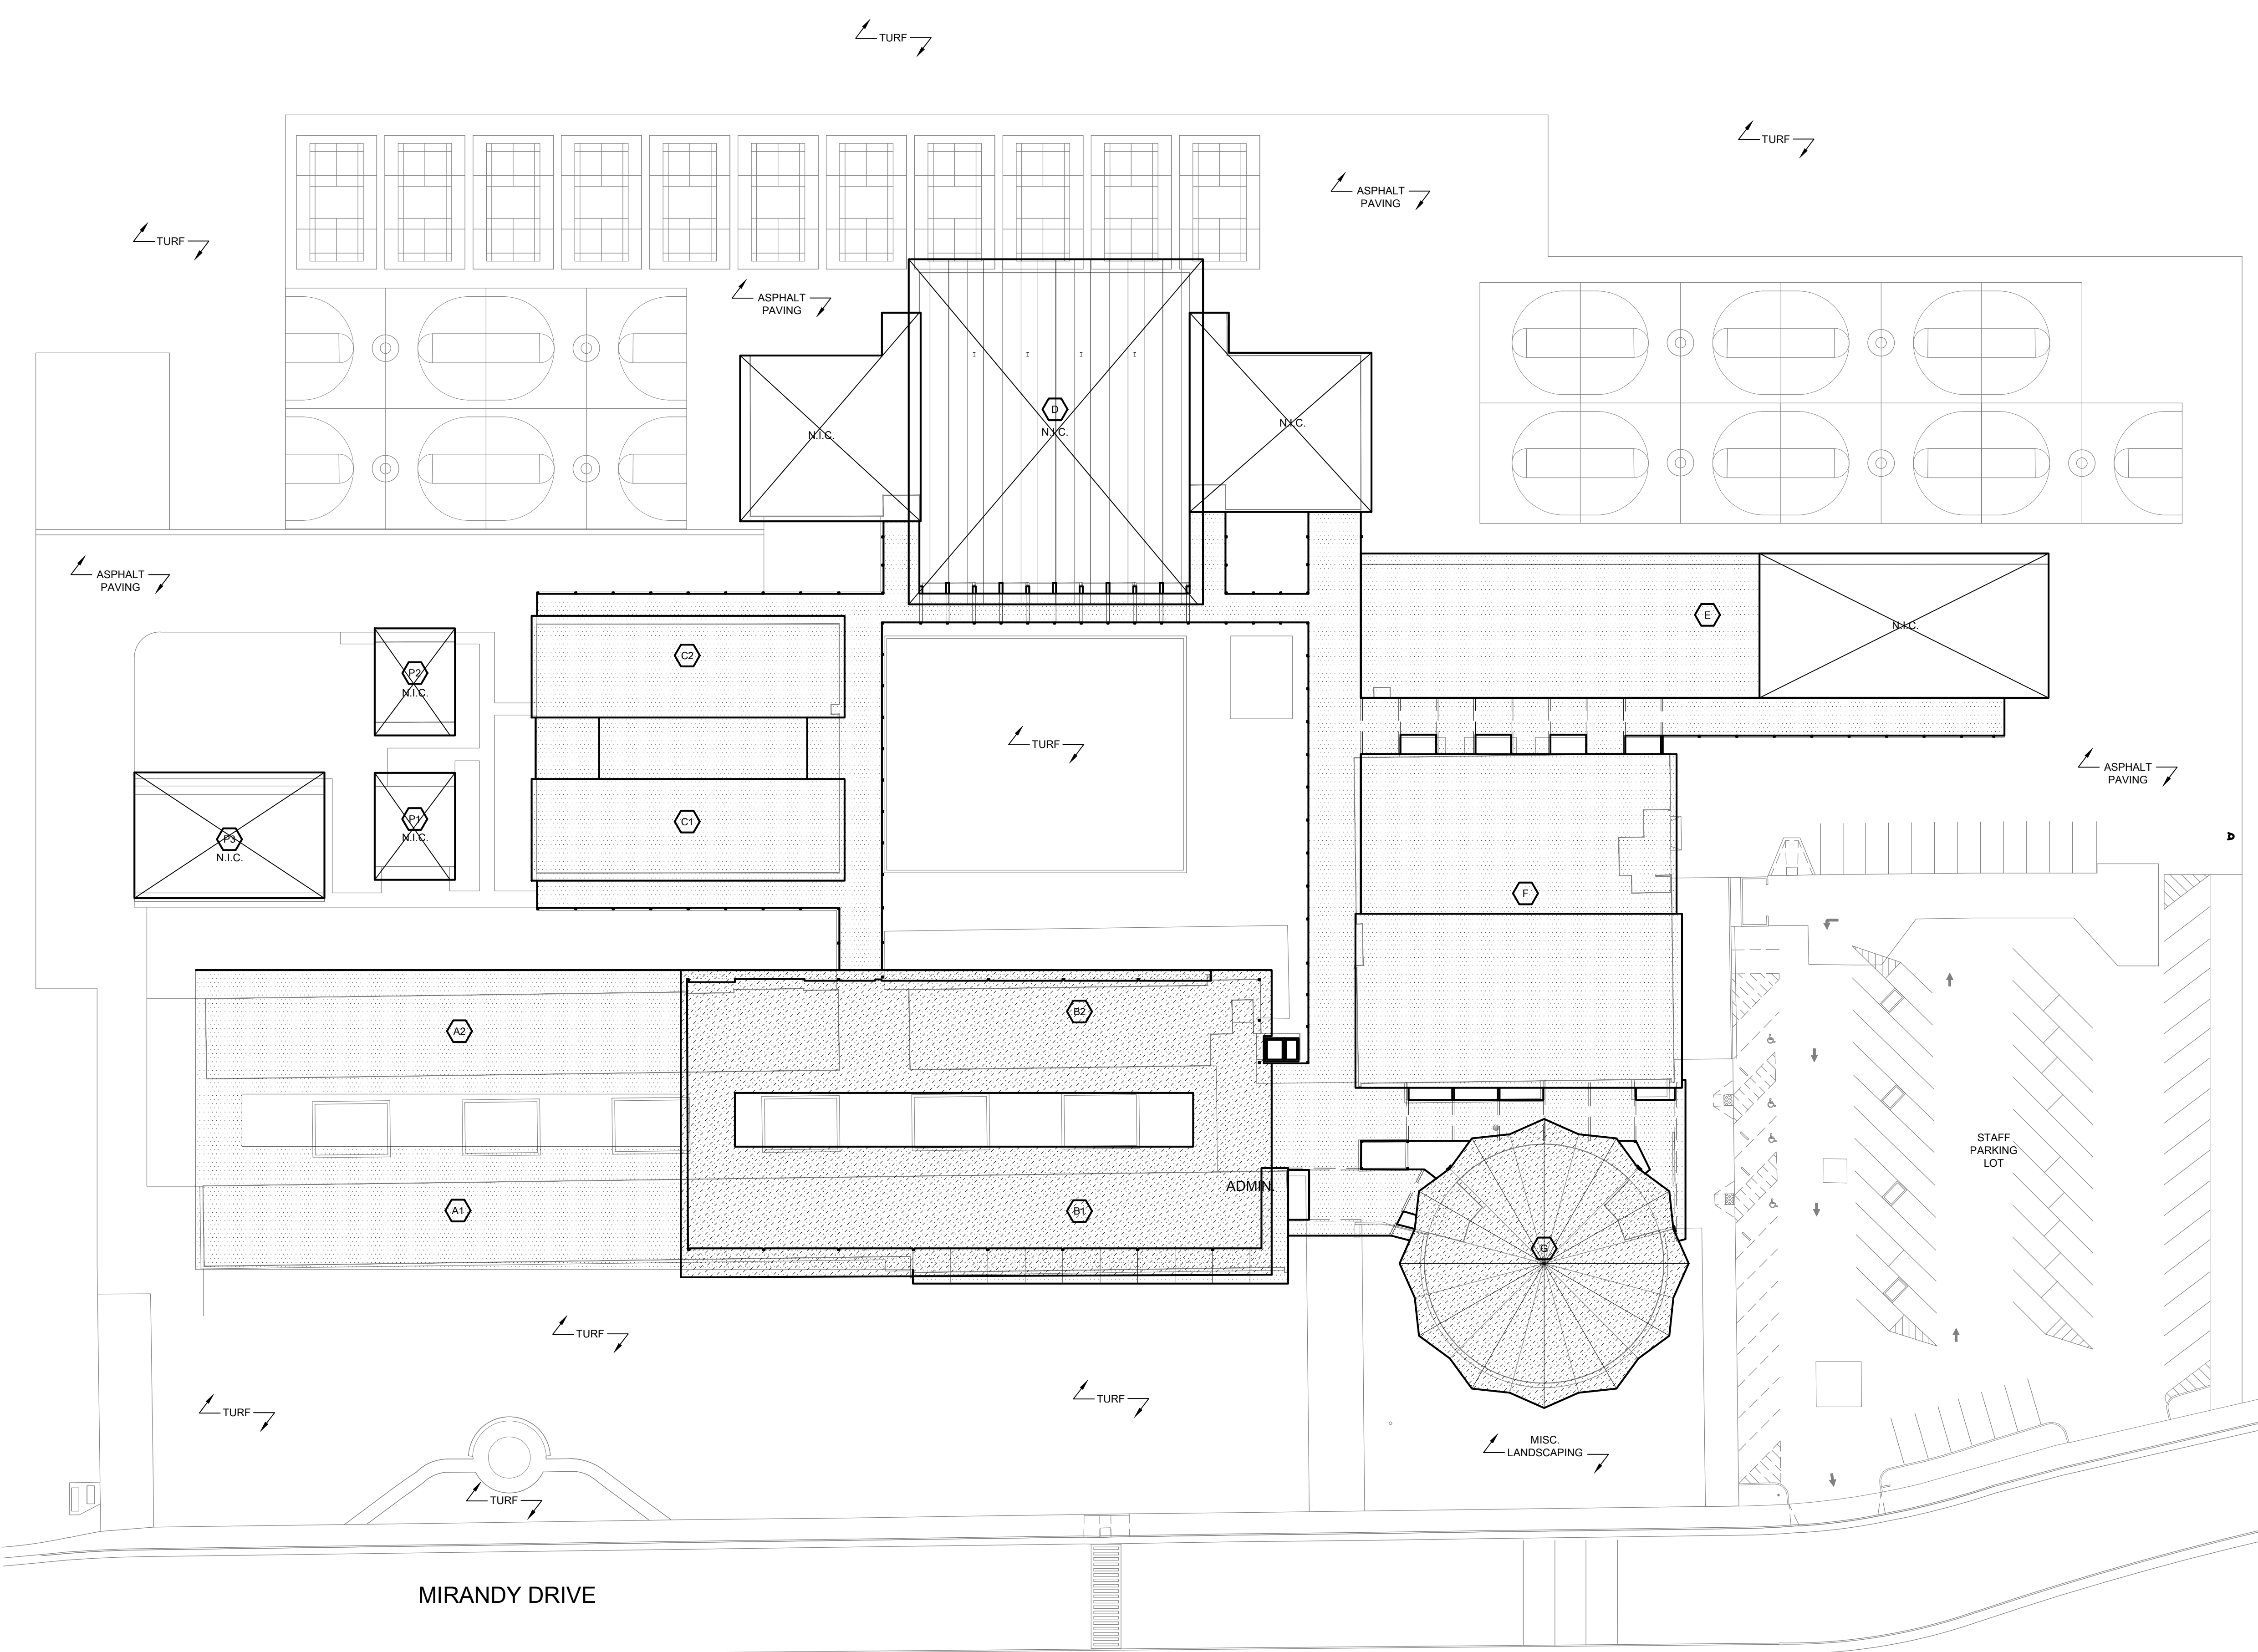 TURF
TURF
ASPHALT
PAVING
TURF
ASPHALT
PAVING
D
N.I.C.
N.I.C.
N.I.C.
ASPHALT
PAVING
E
N.I.C.
C2
P2
N.I.C.
TURF
ASPHALT
PAVING
P1
N.I.C.
C1
P3
N.I.C.
F
A2
B2
STAFF
PARKING
LOT
ADMIN.
A1
B1
G
TURF
TURF
TURF
MISC.
LANDSCAPING
TURF
MIRANDY DRIVE